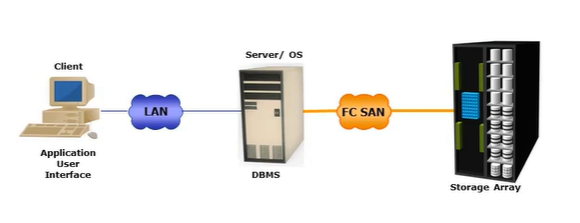 Client
LAN
Application
User
Interface
Server/ OS
DBMS
FC SAN
Storage Array